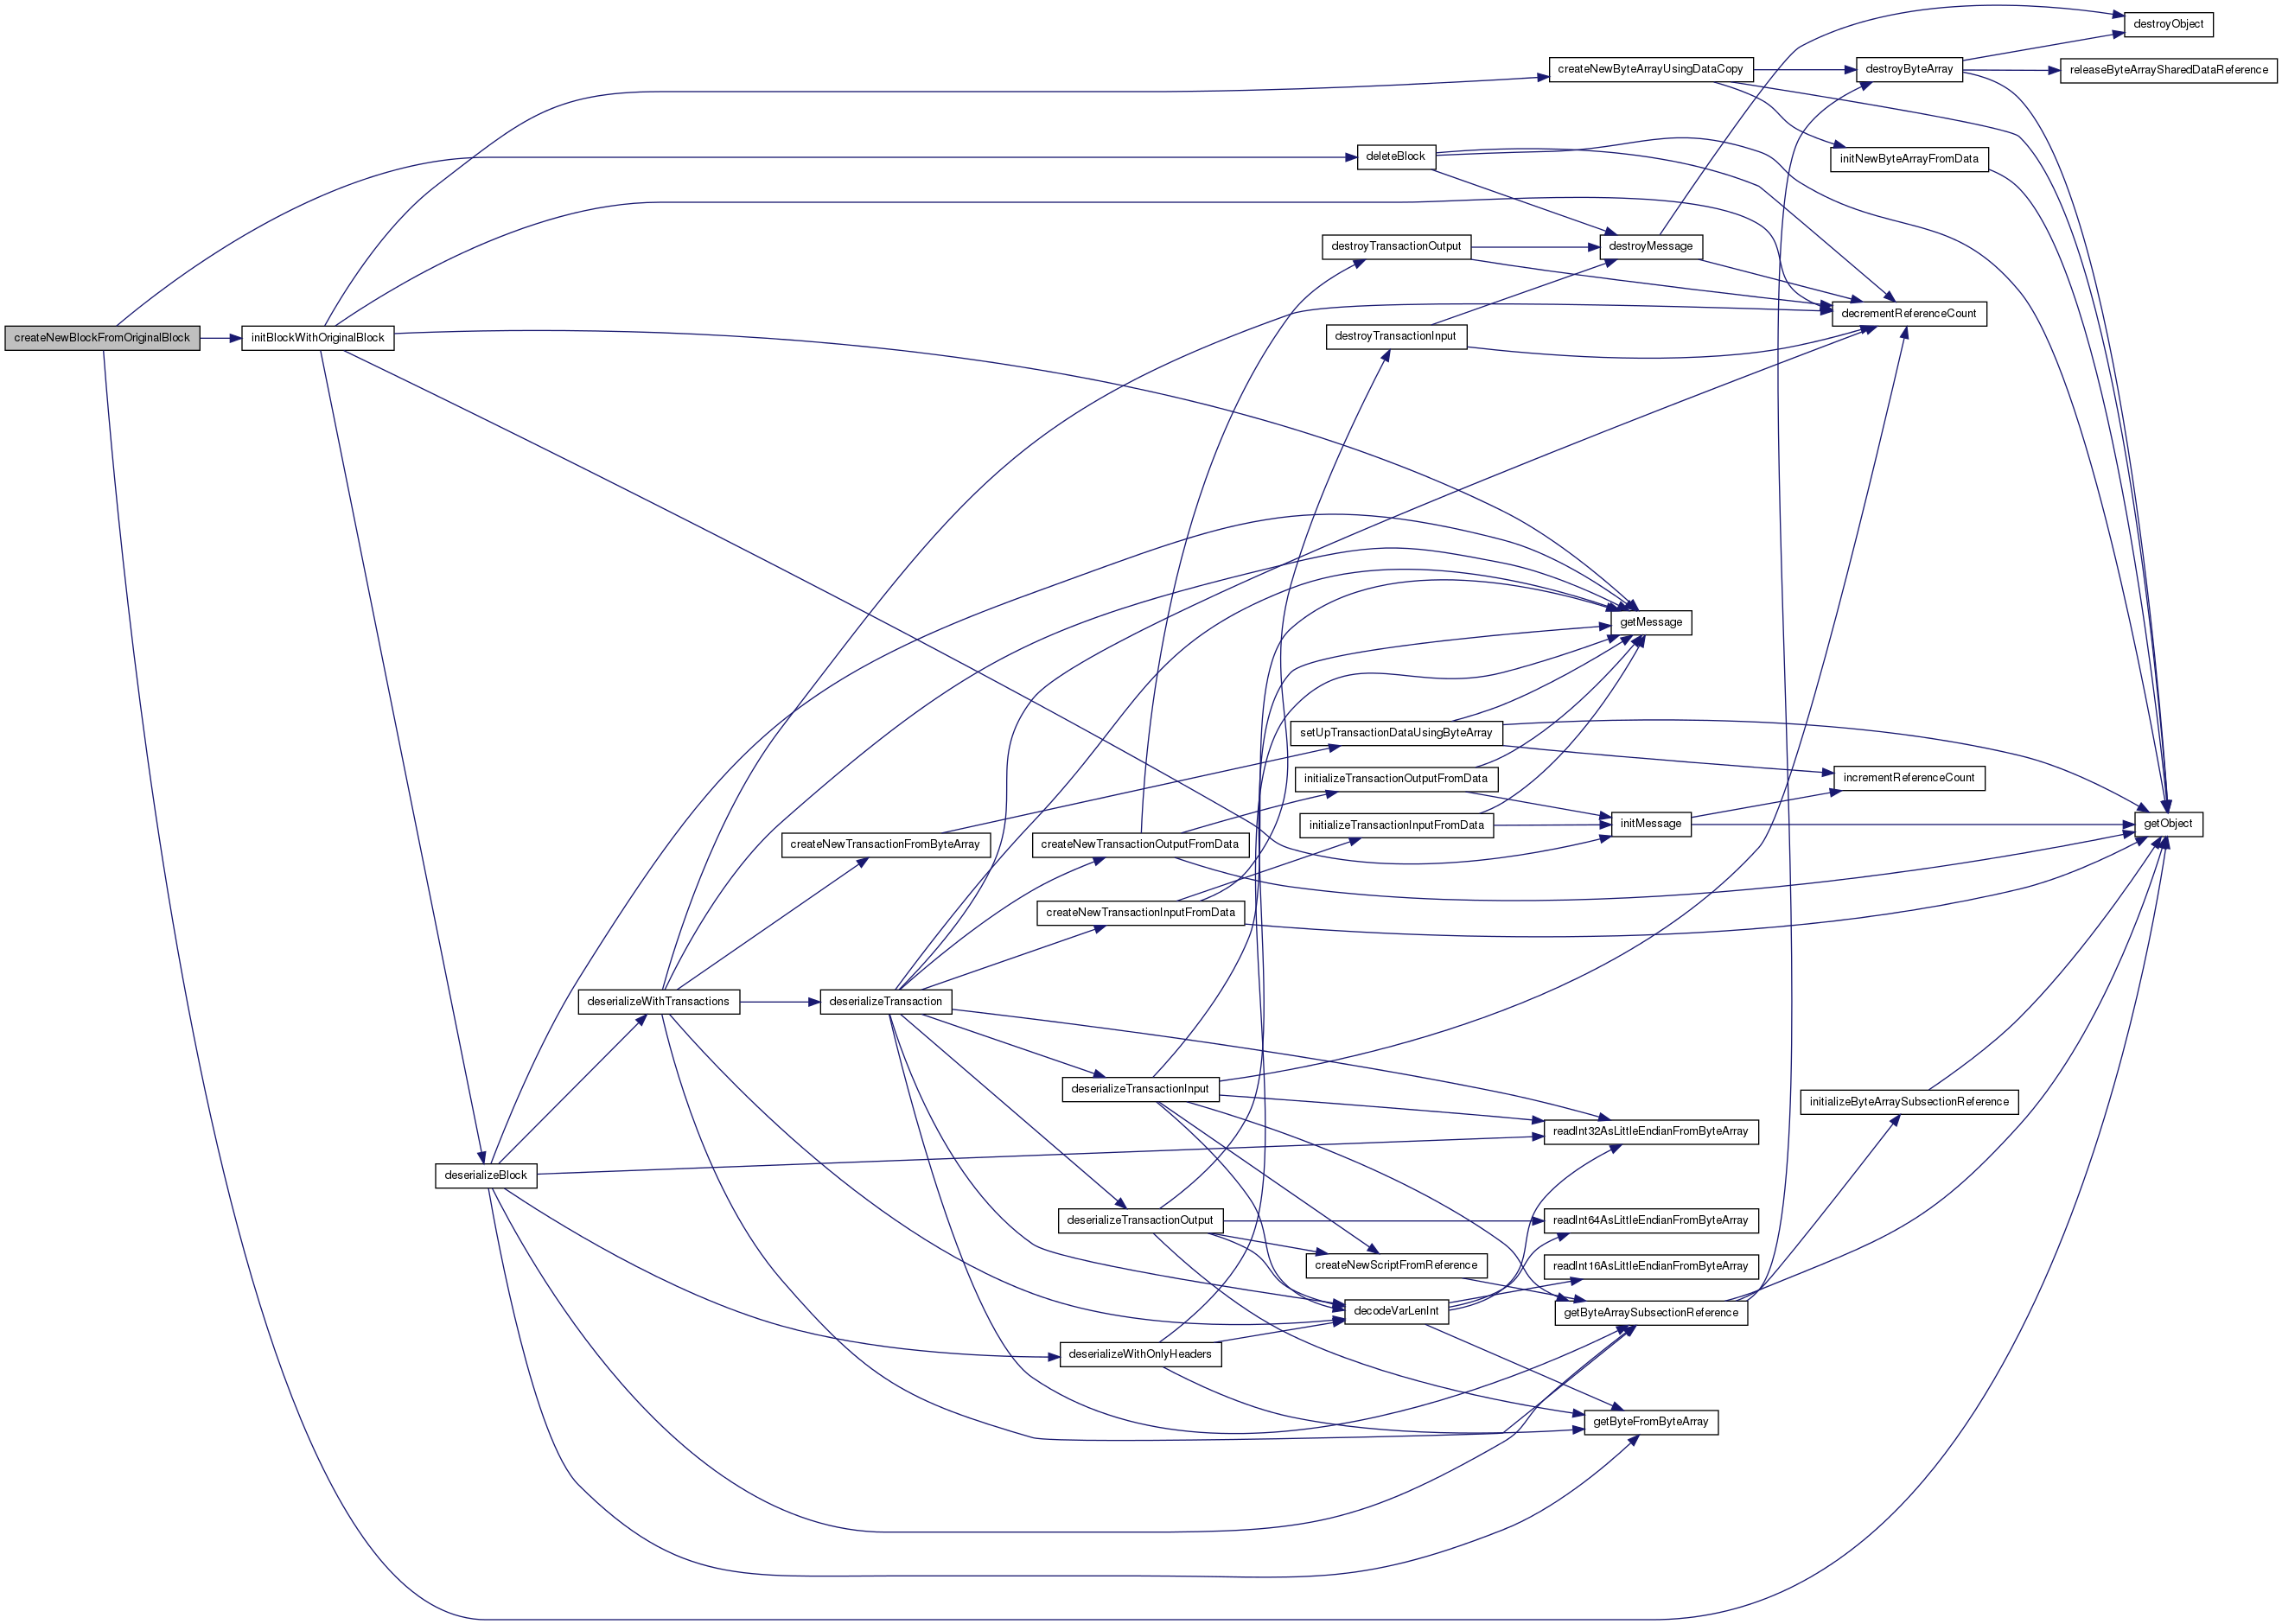 destroyObject
createNewByteArrayUsingDataCopy
destroyByteArray
releaseByteArraySharedDataReference
deleteBlock
initNewByteArrayFromData
destroyTransactionOutput
destroyMessage
decrementReferenceCount
createNewBlockFromOriginalBlock
initBlockWithOriginalBlock
destroyTransactionInput
getMessage
setUpTransactionDataUsingByteArray
initializeTransactionOutputFromData
incrementReferenceCount
initializeTransactionInputFromData
initMessage
getObject
createNewTransactionFromByteArray
createNewTransactionOutputFromData
createNewTransactionInputFromData
deserializeWithTransactions
deserializeTransaction
deserializeTransactionInput
initializeByteArraySubsectionReference
readInt32AsLittleEndianFromByteArray
deserializeBlock
deserializeTransactionOutput
readInt64AsLittleEndianFromByteArray
createNewScriptFromReference
readInt16AsLittleEndianFromByteArray
decodeVarLenInt
getByteArraySubsectionReference
deserializeWithOnlyHeaders
getByteFromByteArray